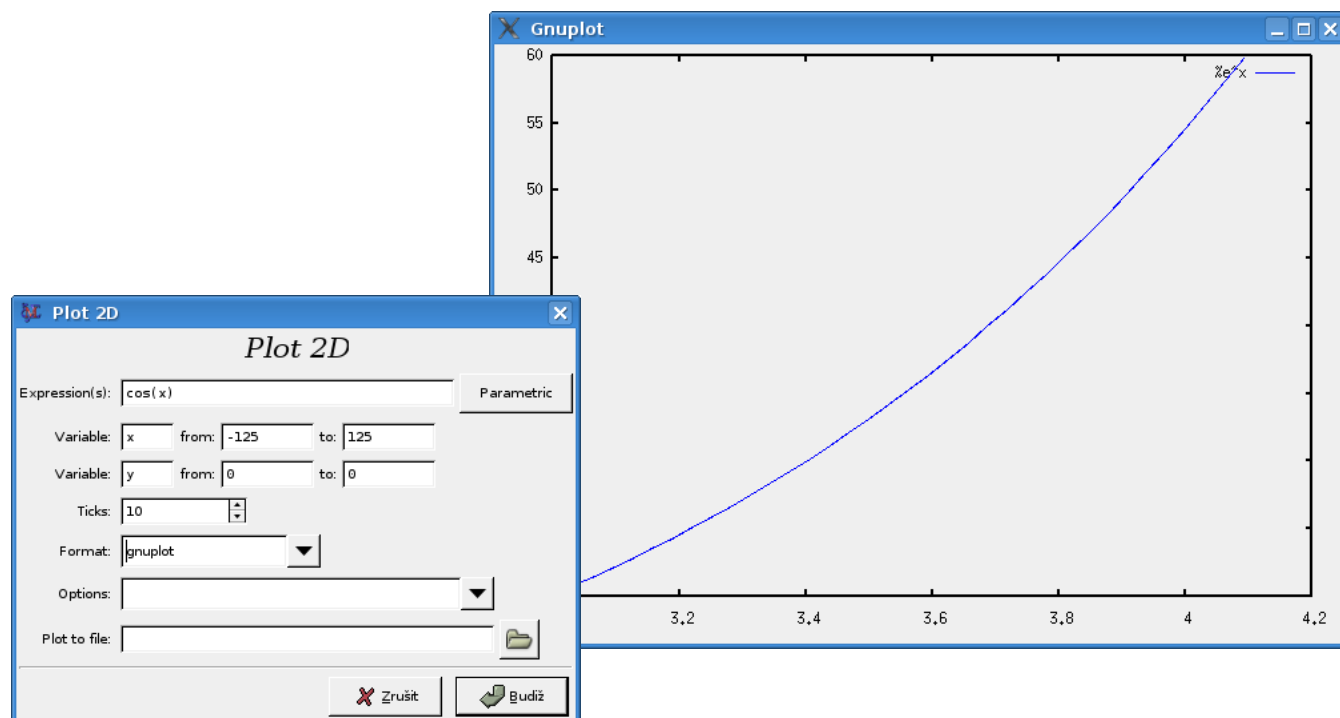 Gnuplot
60
%e^x
55
50
45
3.2 3.4 3.6 3.8 4 4.2
Plot 2D
Plot 2D
Expression(s): cos(x) Parametric
Variable: x from: -125 to: 125
Variable: y from: 0 to: 0
Ticks: 10
Format: gnuplot
Options:
Plot to file:
Zrušit Budiž